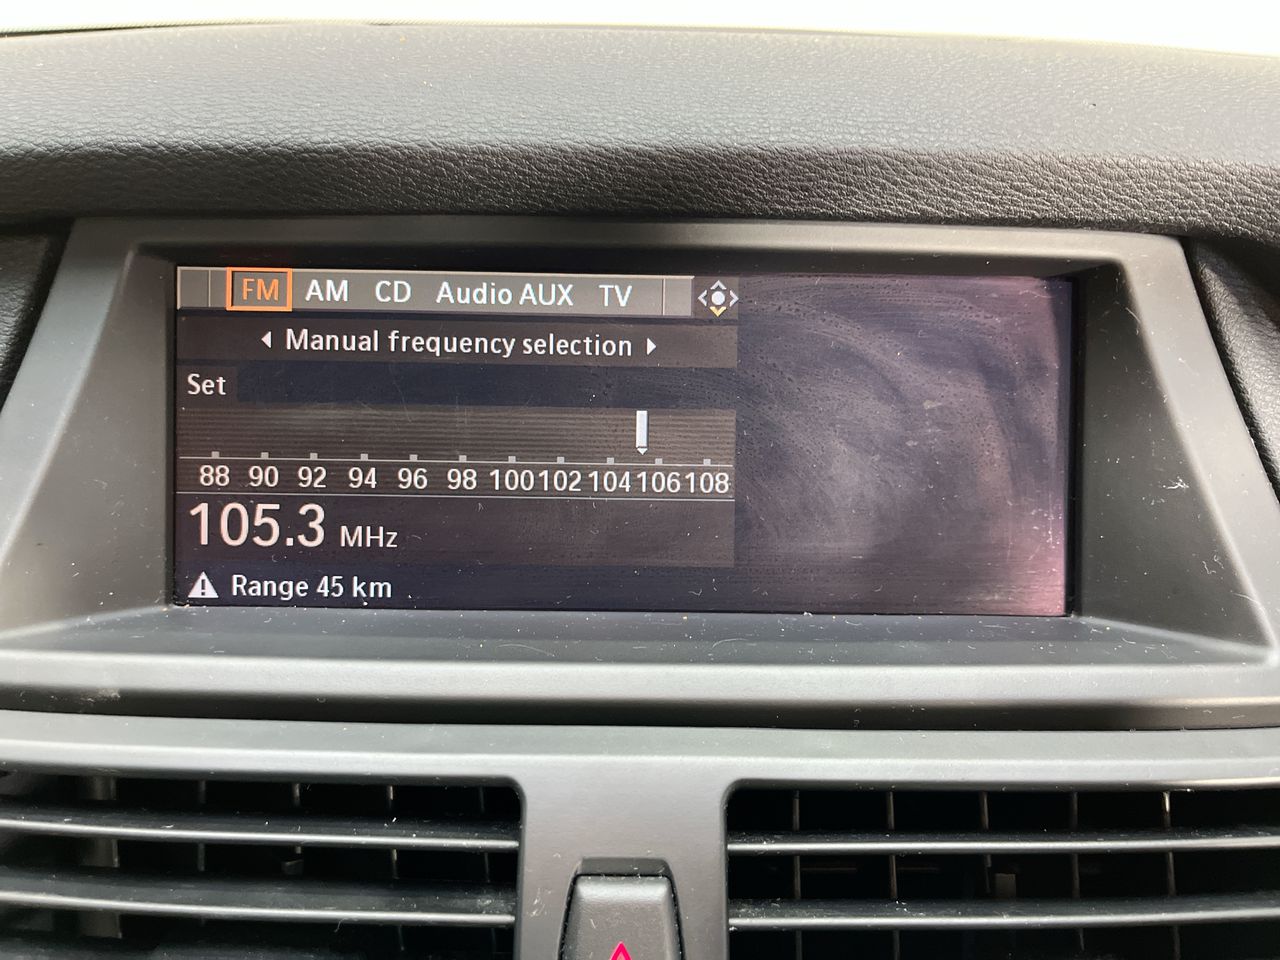 FM AM CD Audio AUX TV
Manual frequency selection
Set
88 90 92 94 96 98 100 102 104 106 108
105.3 MHz
Range 45 km